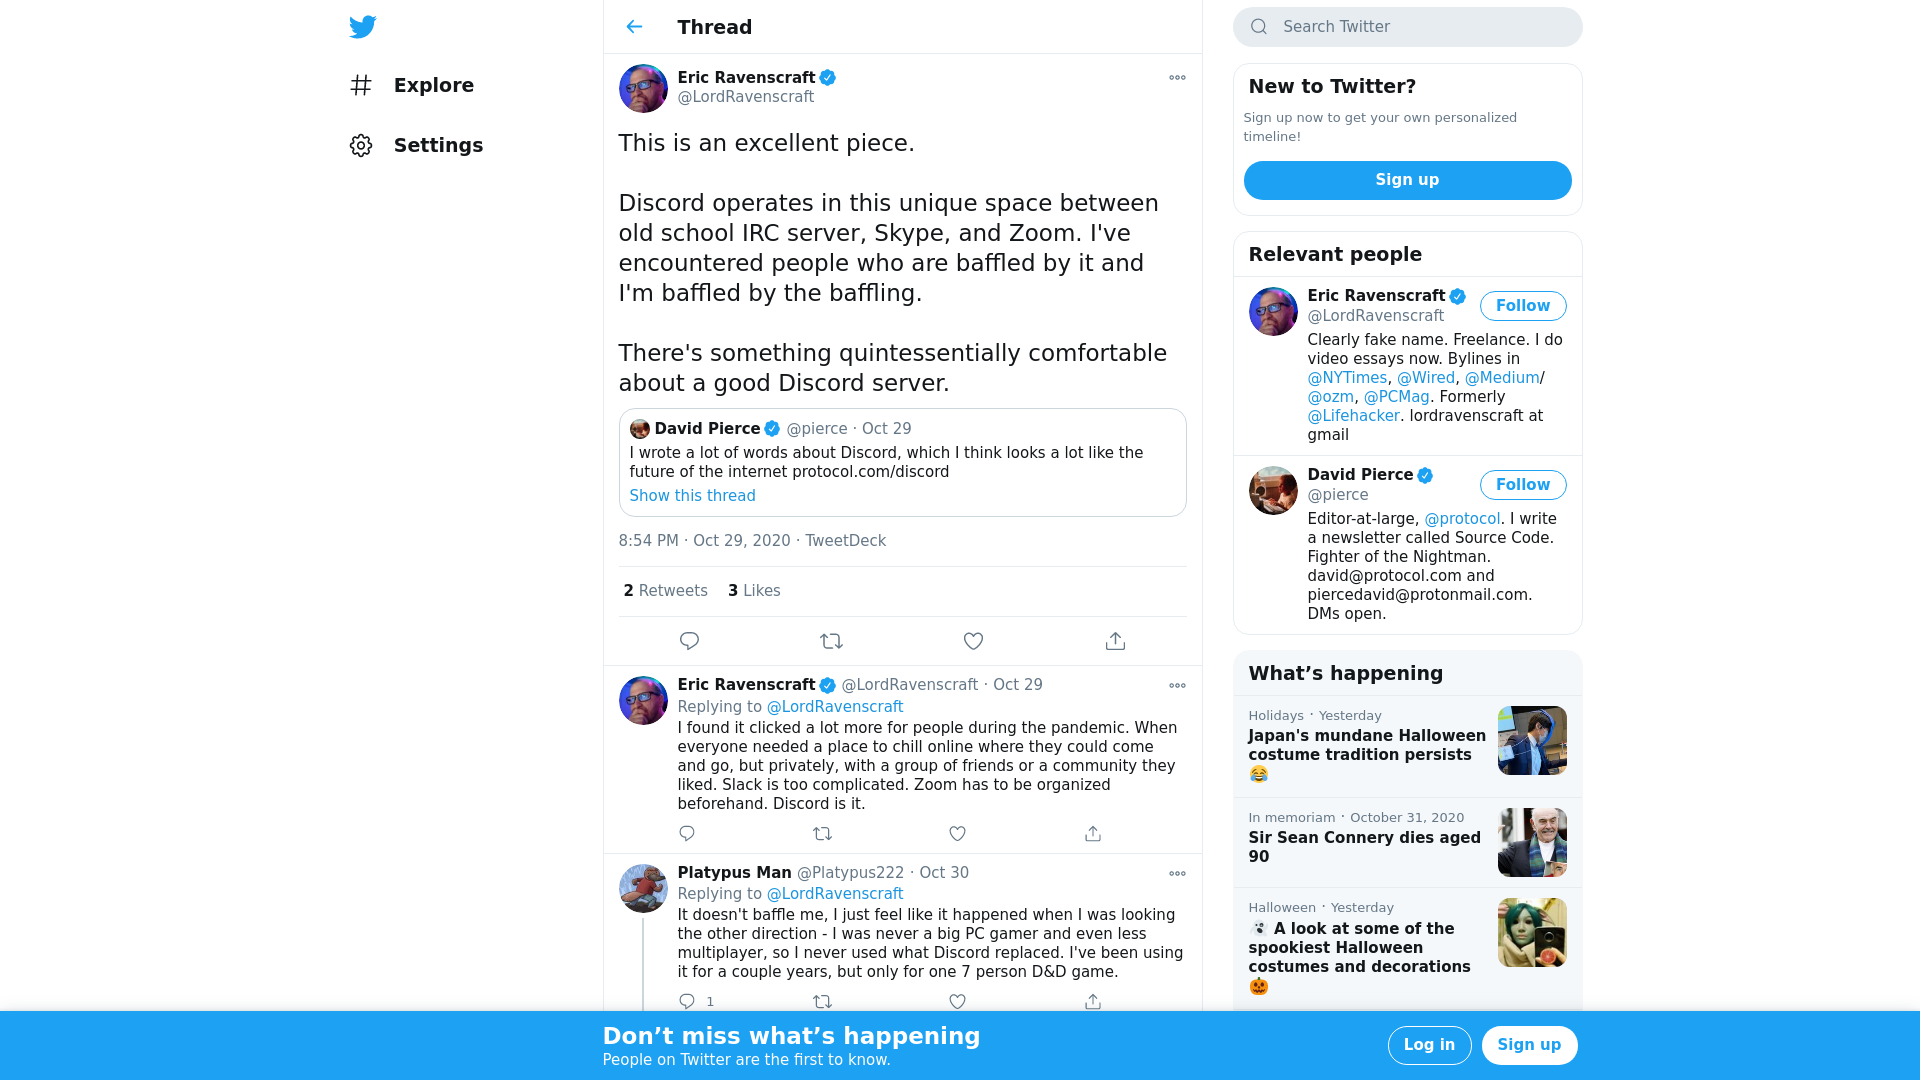 Explore
Settings
Thread
Eric Ravenscraft
@LordRavenscraft
This is an excellent piece.
Discord operates in this unique space between
old school IRC server, Skype, and Zoom. I've
encountered people who are baffled by it and
I'm baffled by the baffling.
There's something quintessentially comfortable
about a good Discord server.
David Pierce @pierce · Oct 29
I wrote a lot of words about Discord, which I think looks a lot like the
future of the internet protocol.com/discord
Show this thread
8:54 PM · Oct 29, 2020 · TweetDeck
2 Retweets 3 Likes
Eric Ravenscraft @LordRavenscraft · Oct 29
Replying to @LordRavenscraft
I found it clicked a lot more for people during the pandemic. When
everyone needed a place to chill online where they could come
and go, but privately, with a group of friends or a community they
liked. Slack is too complicated. Zoom has to be organized
beforehand. Discord is it.
Platypus Man @Platypus222 · Oct 30
Replying to @LordRavenscraft
It doesn't baffle me, I just feel like it happened when I was looking
the other direction - I was never a big PC gamer and even less
multiplayer, so I never used what Discord replaced. I've been using
it for a couple years, but only for one 7 person D&D game.
1
Search Twitter
New to Twitter?
Sign up now to get your own personalized
timeline!
Sign up
Relevant people
Eric Ravenscraft
@LordRavenscraft
Follow
Clearly fake name. Freelance. I do
video essays now. Bylines in
@NYTimes, @Wired, @Medium/
@ozm, @PCMag. Formerly
@Lifehacker. lordravenscraft at
gmail
David Pierce
@pierce
Follow
Editor-at-large, @protocol. I write
a newsletter called Source Code.
Fighter of the Nightman.
david@protocol.com and
piercedavid@protonmail.com.
DMs open.
What's happening
Holidays · Yesterday
Japan's mundane Halloween
costume tradition persists
😂
In memoriam · October 31, 2020
Sir Sean Connery dies aged
90
Halloween · Yesterday
👻 A look at some of the
spookiest Halloween
costumes and decorations
🎃
Don’t miss what’s happening
People on Twitter are the first to know.
Log in
Sign up